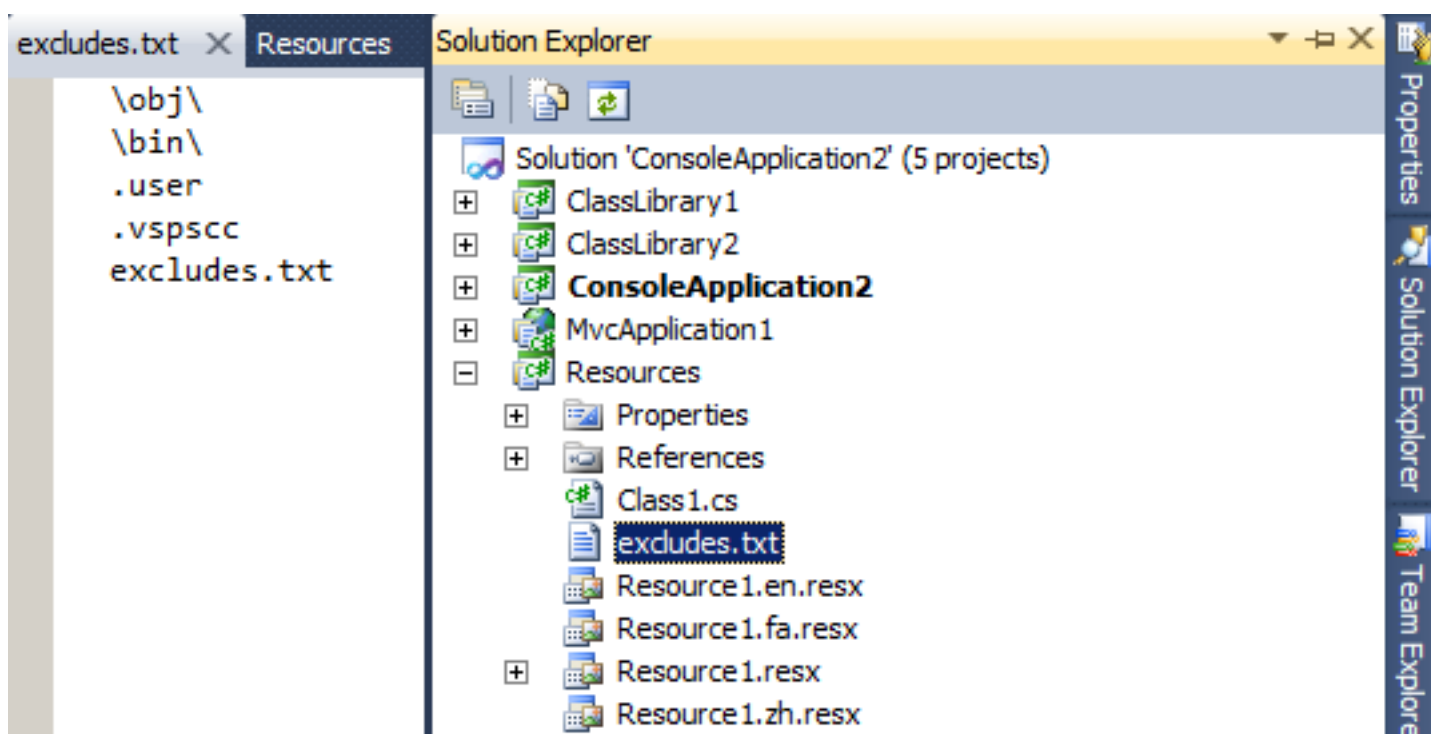 excludes.txt
Resources
\obj\
\bin\
.user
.vspscc
excludes.txt
Solution Explorer
Solution 'ConsoleApplication2' (5 projects)
ClassLibrary1
ClassLibrary2
ConsoleApplication2
MvcApplication1
Resources
Properties
References
Class1.cs
excludes.txt
Resource1.en.resx
Resource1.fa.resx
Resource1.resx
Resource1.zh.resx
Properties
Solution Explorer
Team Explore